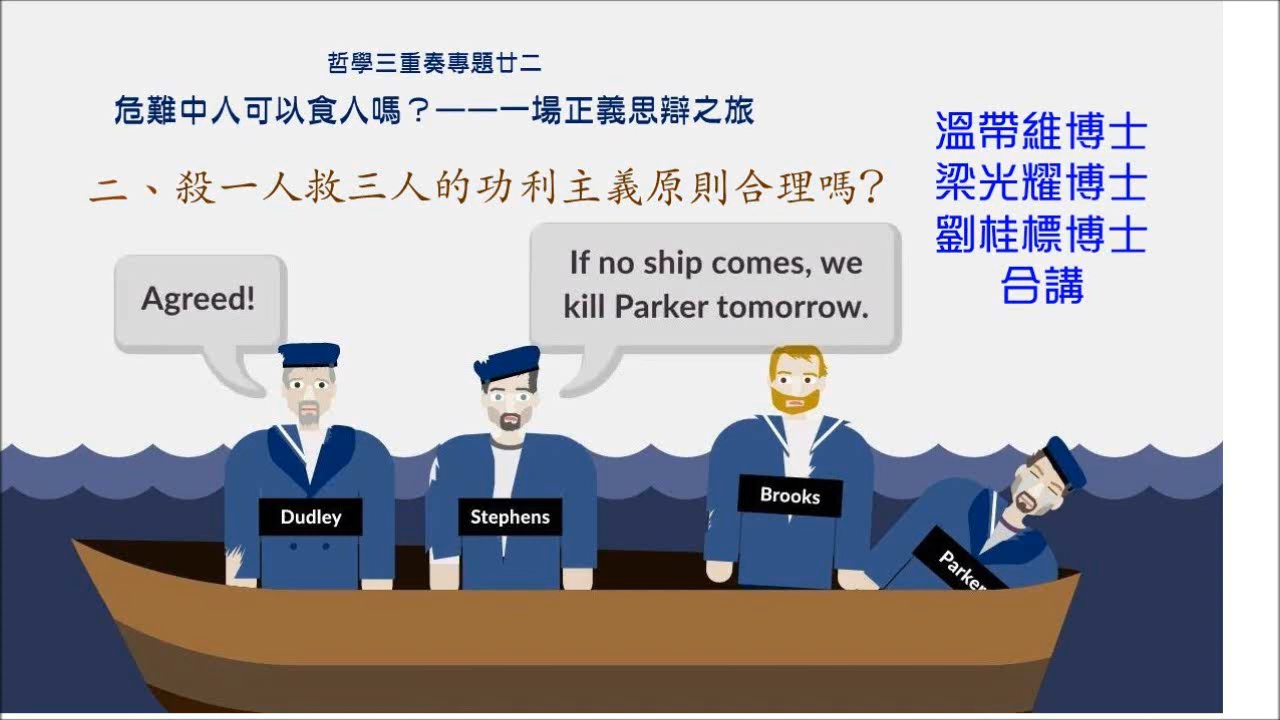 哲學三重奏專題廿二
危難中人可以食人嗎？——一場正義思辯之旅
二、殺一人救三人的功利主義原則合理嗎?
溫帶維博士
梁光耀博士
劉桂標博士
合講
Agreed!
If no ship comes, we
kill Parker tomorrow.
Dudley
Stephens
Brooks
Parker